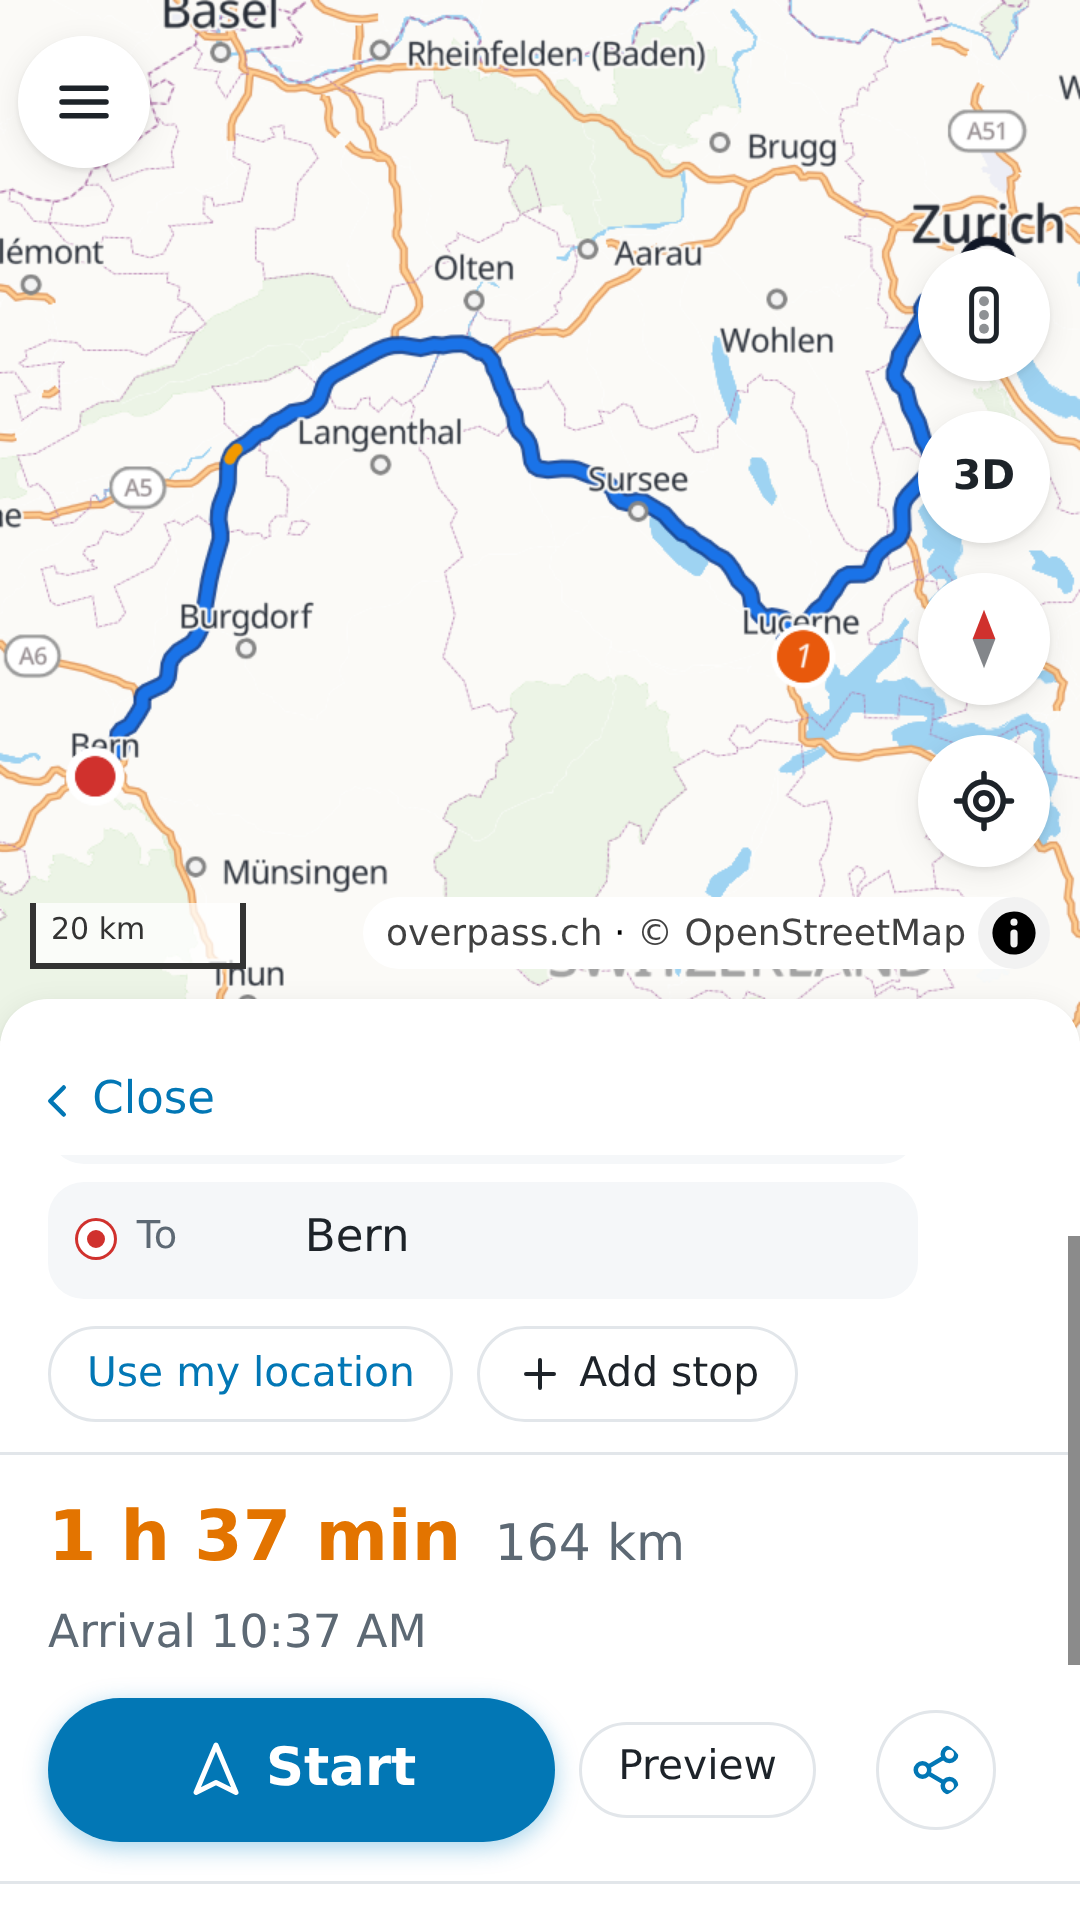 Basel
Rheinfelden (Baden)
A51
Brugg
Zurich
lémont
Olten
Aarau
Wohlen
3D
Langenthal
A5
Sursee
ne
Burgdorf
Lucerne
A6
1
Bern
Münsingen
20 km
overpass.ch · © OpenStreetMap
Thun
SWITZERLAND
Close
To Bern
Use my location
+ Add stop
1 h 37 min 164 km
Arrival 10:37 AM
Start
Preview